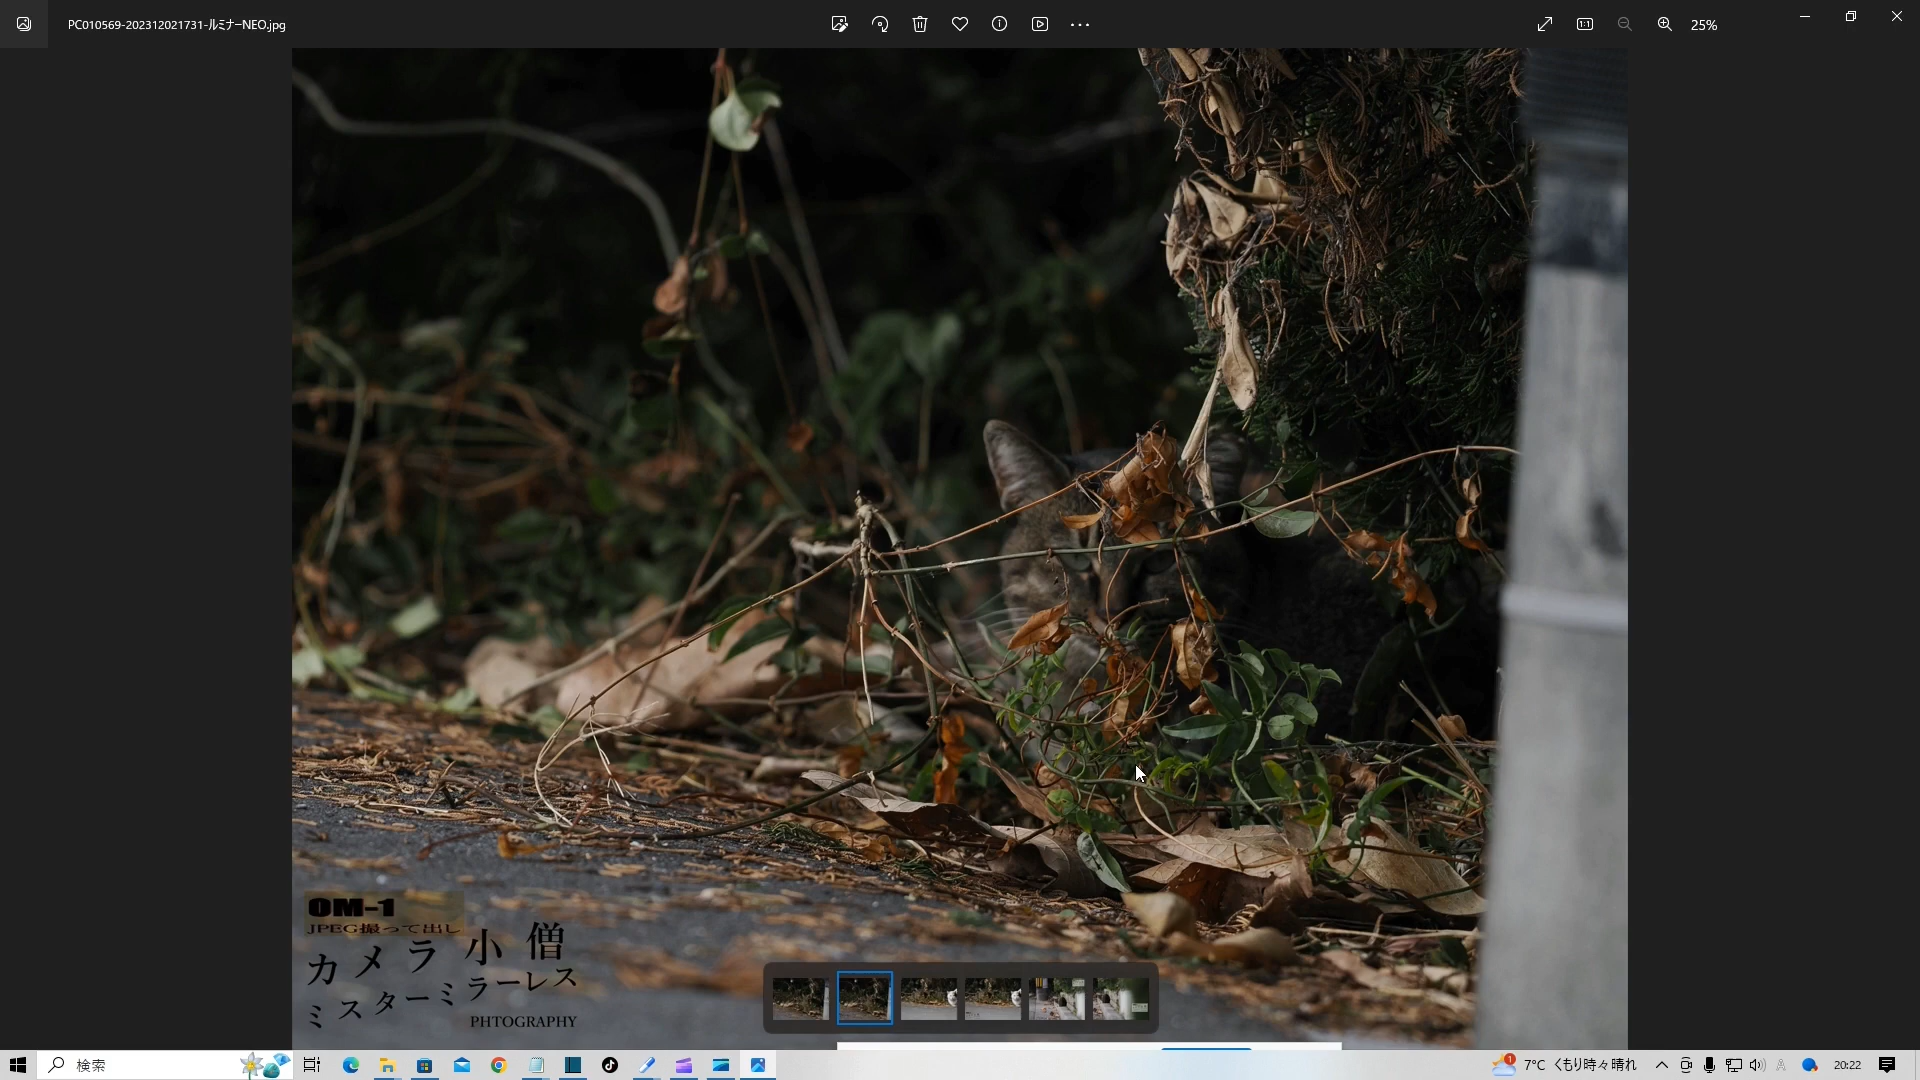 PC010569-202312021731-ﾙﾐﾅｰNEO.jpg
25%
OM-1
JPEG撮って出し
カメラ小僧
ミスターミラーレス
PHTOGRAPHY
検索
7°C くもり時々晴れ
20:22